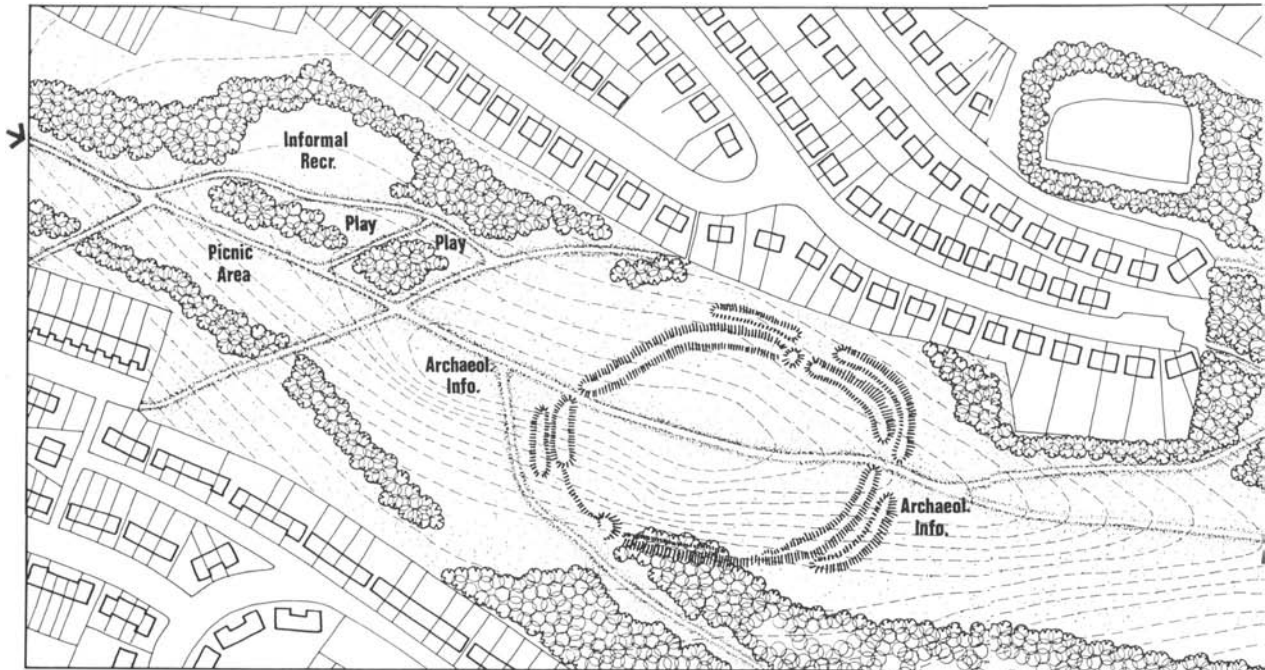 Informal
Recr.
Play
Play
Picnic
Area
Archaeol.
Info.
Archaeol.
Info.